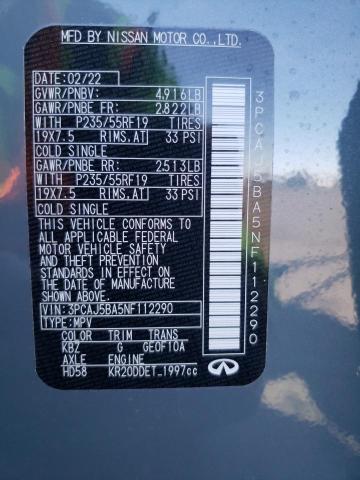 MFD BY NISSAN MOTOR CO.,LTD.
DATE:02/22
GVWR/PNBV: 4,916LB
GAWR/PNBE FR: 2,822LB
WITH P235/55RF19 TIRES
19X7.5 RIMS.AT 33 PSI
COLD SINGLE
GAWR/PNBE RR: 2,513LB
WITH P235/55RF19 TIRES
19X7.5 RIMS.AT 33 PSI
COLD SINGLE
THIS VEHICLE CONFORMS TO
ALL APPLICABLE FEDERAL
MOTOR VEHICLE SAFETY
AND THEFT PREVENTION
STANDARDS IN EFFECT ON
THE DATE OF MANUFACTURE
SHOWN ABOVE.
VIN:3PCAJ5BA5NF112290
TYPE:MPV
COLOR TRIM TRANS
KBZ G GE0F10A
AXLE ENGINE
HD58 KR20DDET_1997cc
INFINITI
3PCAJ5BA5NF112290